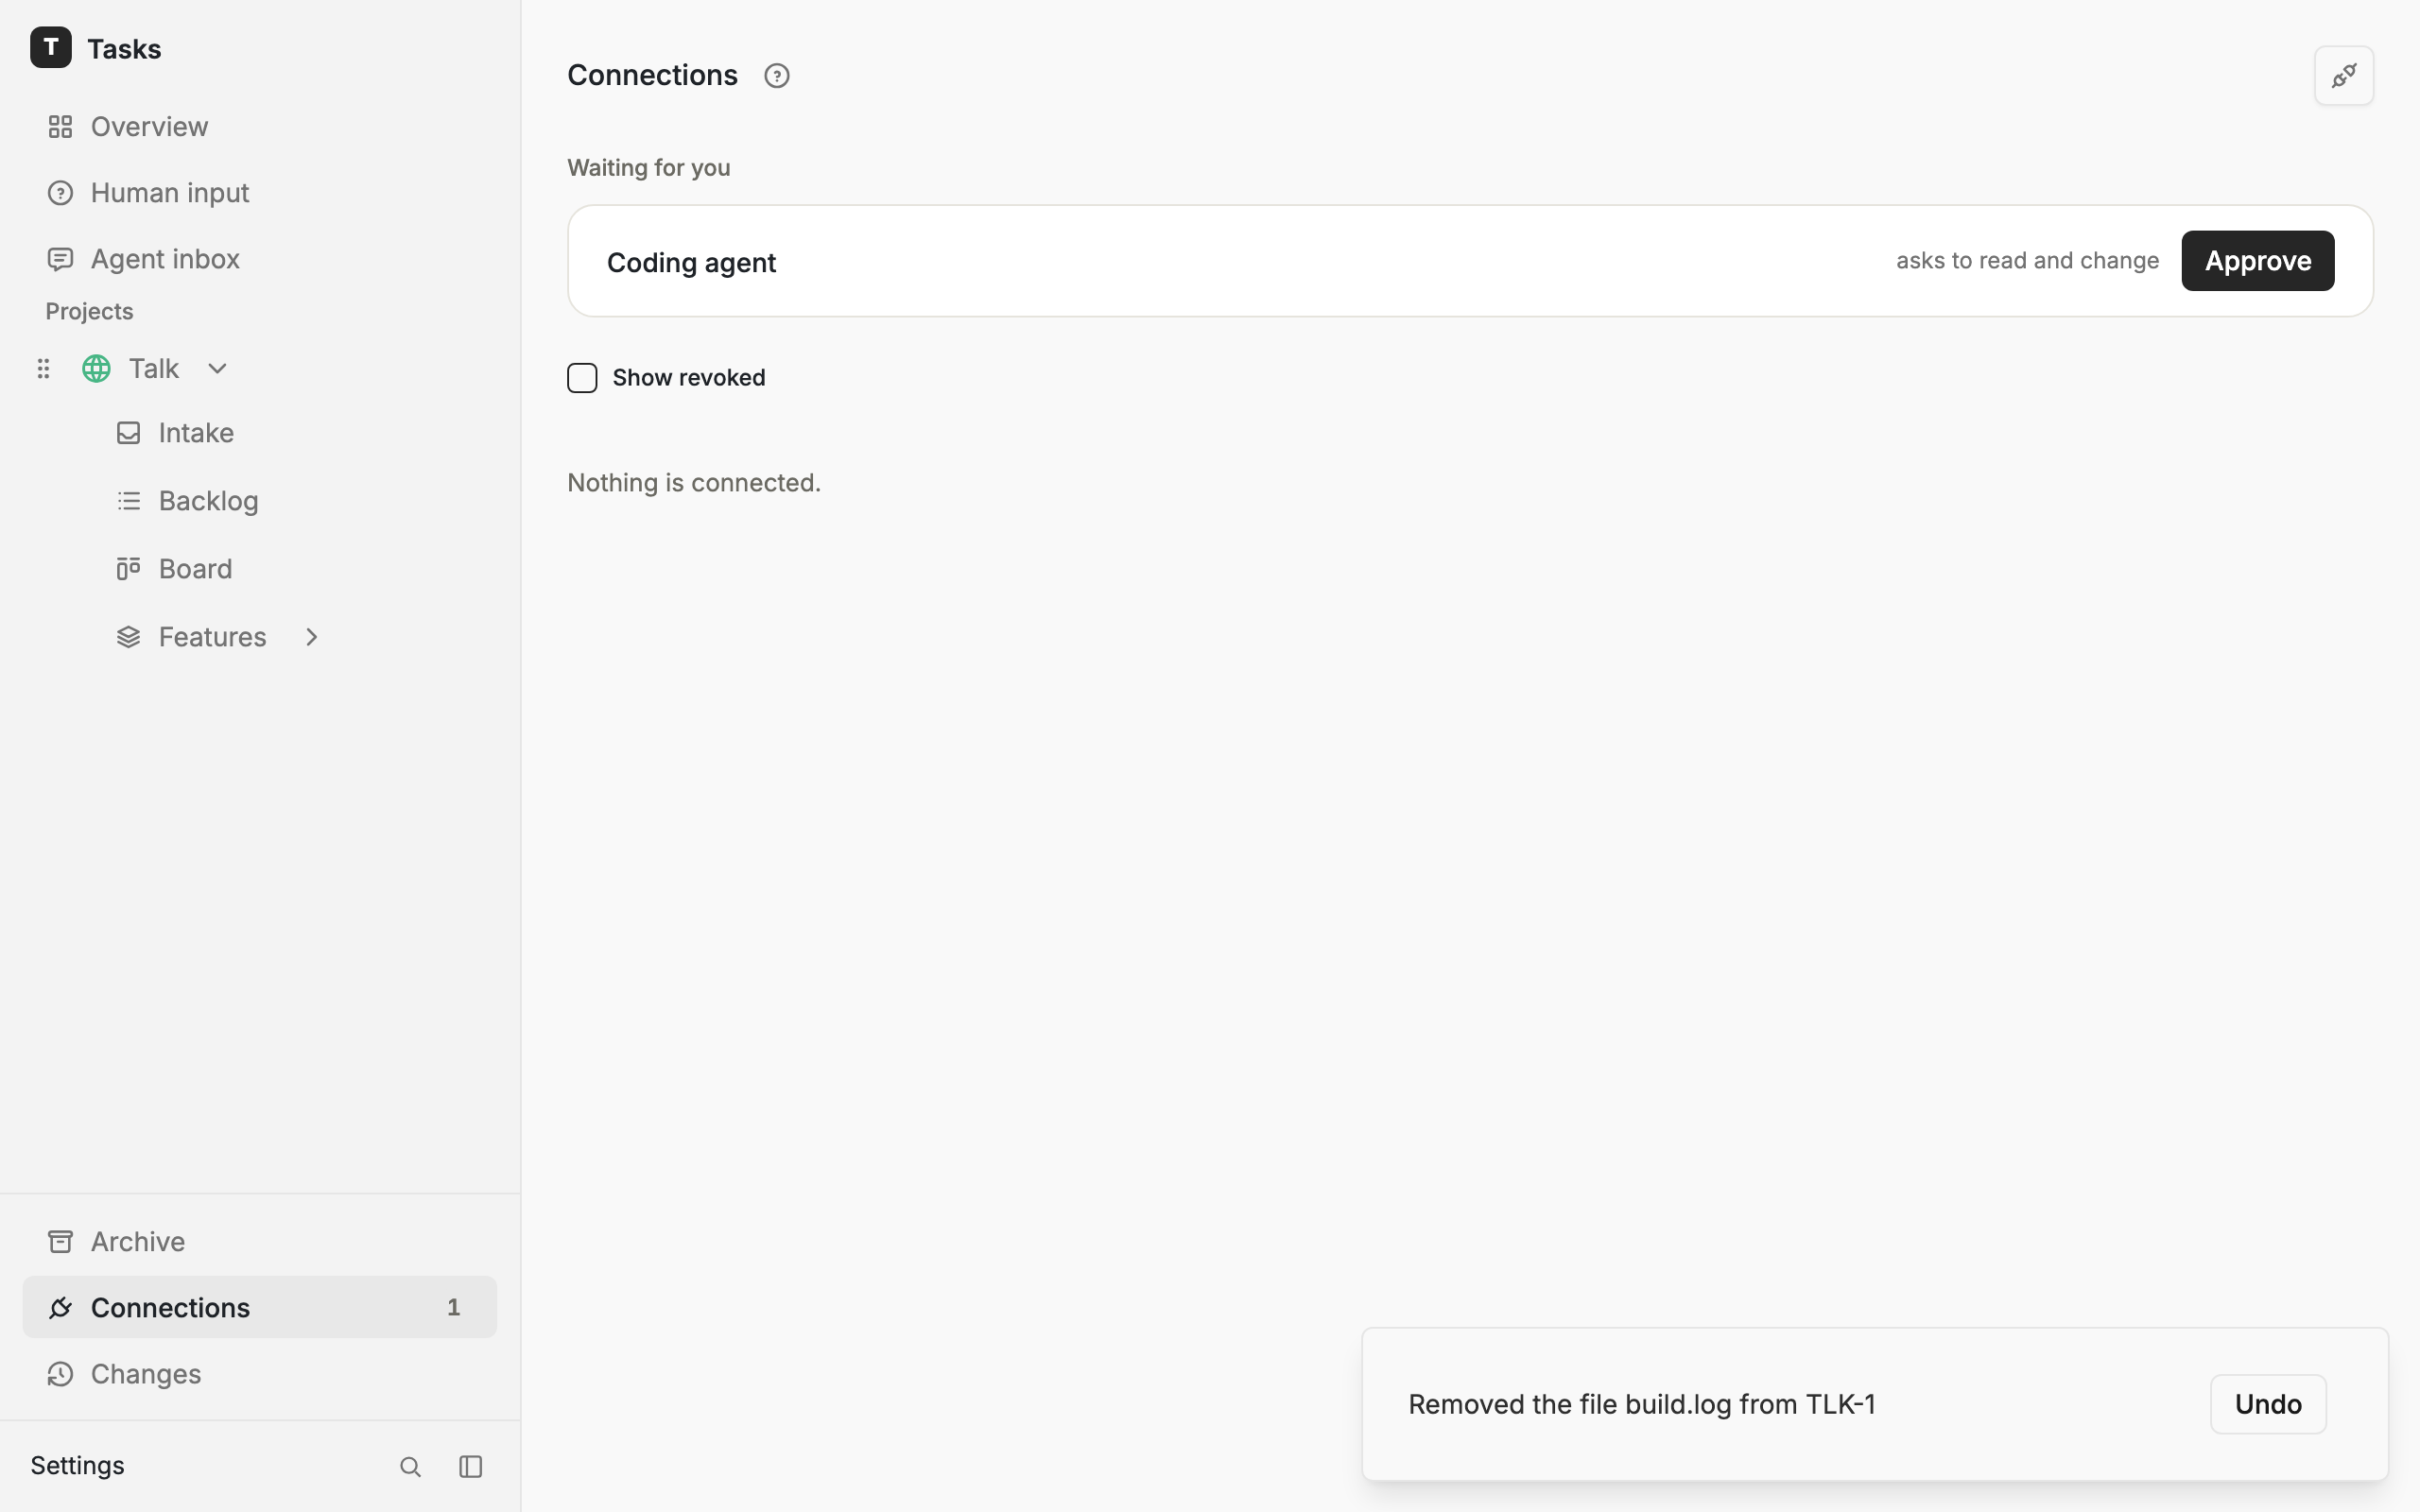 T Tasks
Overview
Human input
Agent inbox
Projects
Talk
Intake
Backlog
Board
Features
Archive
Connections 1
Changes
Settings
Connections
Waiting for you
Coding agent asks to read and change Approve
Show revoked
Nothing is connected.
Removed the file build.log from TLK-1 Undo